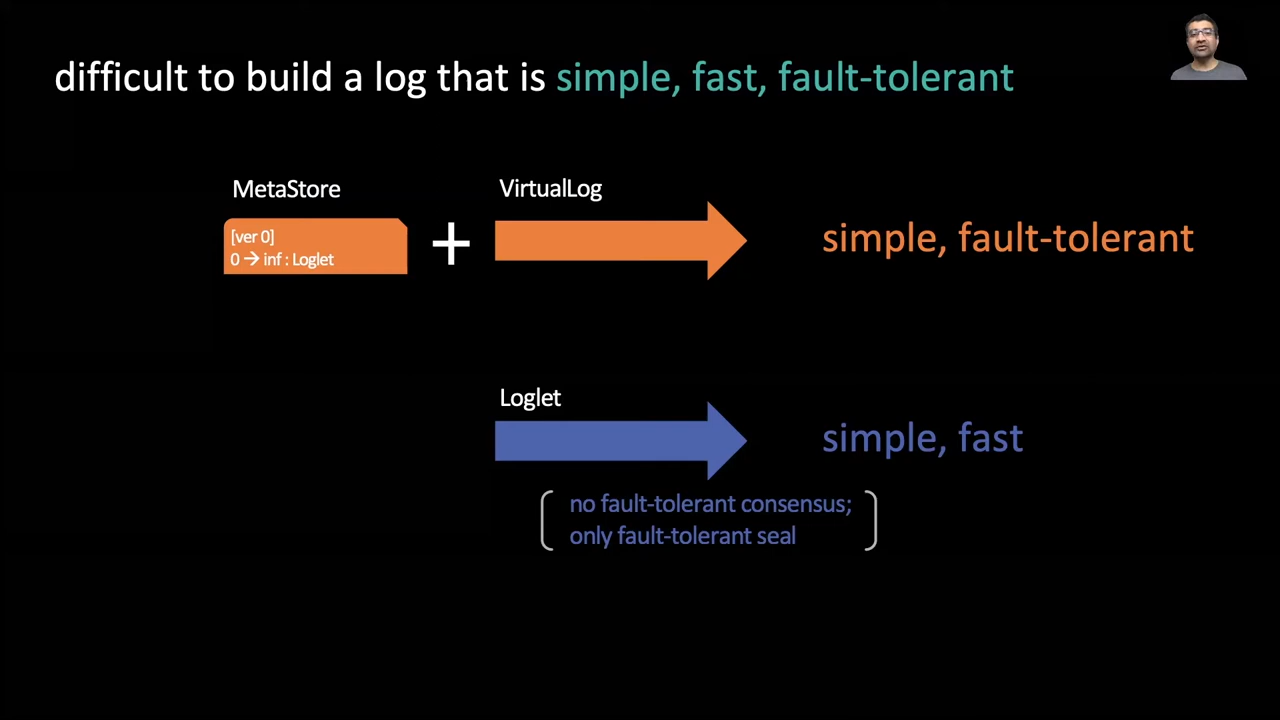 difficult to build a log that is simple, fast, fault-tolerant
MetaStore
[ver 0]
0 → inf : Loglet
+
VirtualLog
simple, fault-tolerant
Loglet
simple, fast
no fault-tolerant consensus;
only fault-tolerant seal